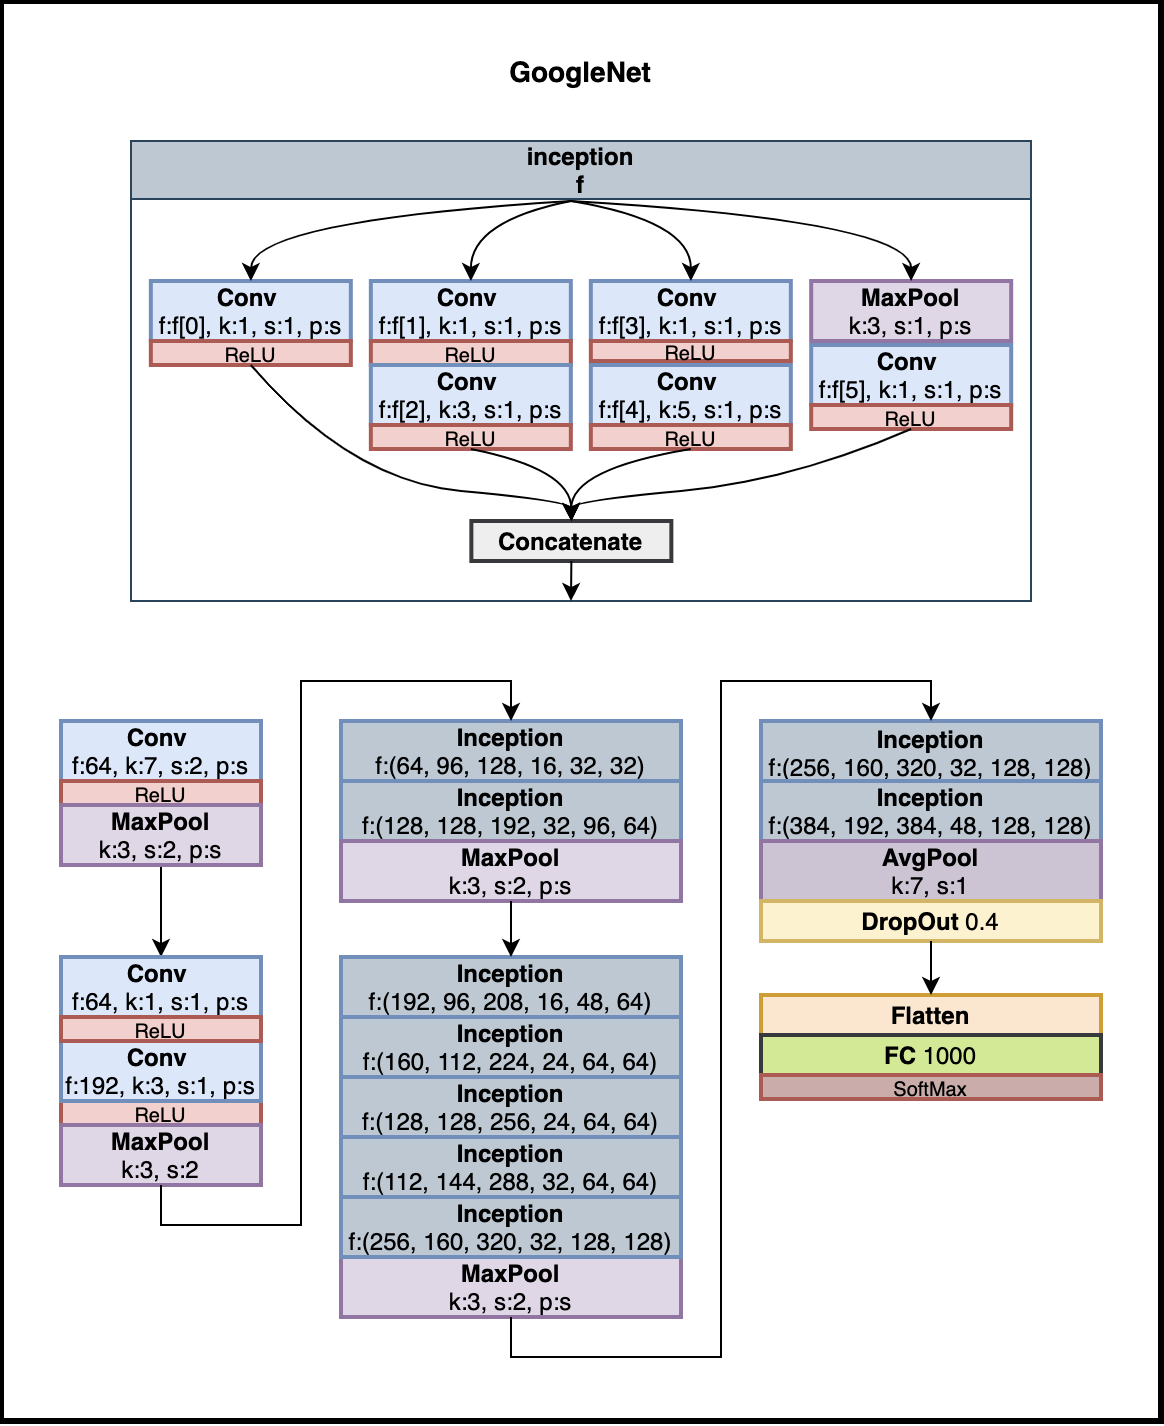 GoogleNet
inception
f
Conv
f:f[0], k:1, s:1, p:s
ReLU
Conv
f:f[1], k:1, s:1, p:s
ReLU
Conv
f:f[2], k:3, s:1, p:s
ReLU
Conv
f:f[3], k:1, s:1, p:s
ReLU
Conv
f:f[4], k:5, s:1, p:s
ReLU
MaxPool
k:3, s:1, p:s
Conv
f:f[5], k:1, s:1, p:s
ReLU
Concatenate
Conv
f:64, k:7, s:2, p:s
ReLU
MaxPool
k:3, s:2, p:s
Conv
f:64, k:1, s:1, p:s
ReLU
Conv
f:192, k:3, s:1, p:s
ReLU
MaxPool
k:3, s:2
Inception
f:(64, 96, 128, 16, 32, 32)
Inception
f:(128, 128, 192, 32, 96, 64)
MaxPool
k:3, s:2, p:s
Inception
f:(192, 96, 208, 16, 48, 64)
Inception
f:(160, 112, 224, 24, 64, 64)
Inception
f:(128, 128, 256, 24, 64, 64)
Inception
f:(112, 144, 288, 32, 64, 64)
Inception
f:(256, 160, 320, 32, 128, 128)
MaxPool
k:3, s:2, p:s
Inception
f:(256, 160, 320, 32, 128, 128)
Inception
f:(384, 192, 384, 48, 128, 128)
AvgPool
k:7, s:1
DropOut 0.4
Flatten
FC 1000
SoftMax